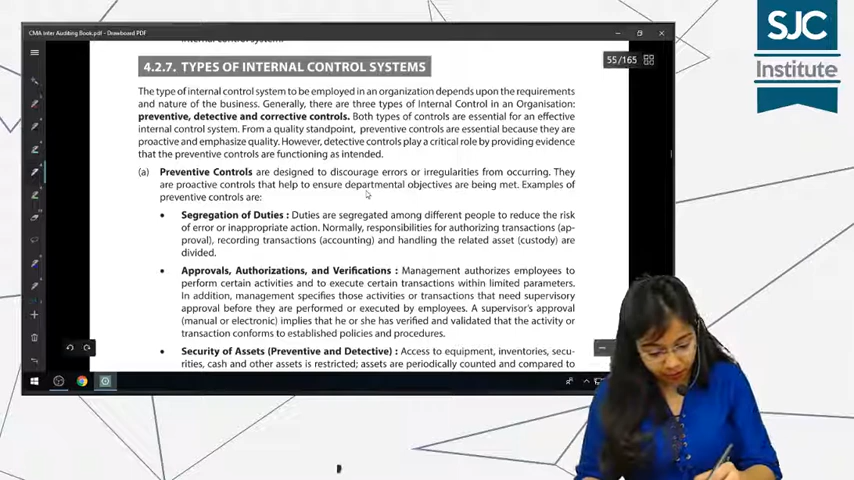 CMA Inter Auditing Book.pdf - Drawboard PDF
internal control system.
4.2.7. TYPES OF INTERNAL CONTROL SYSTEMS
55/165
The type of internal control system to be employed in an organization depends upon the requirements
and nature of the business. Generally, there are three types of Internal Control in an Organisation:
preventive, detective and corrective controls. Both types of controls are essential for an effective
internal control system. From a quality standpoint, preventive controls are essential because they are
proactive and emphasize quality. However, detective controls play a critical role by providing evidence
that the preventive controls are functioning as intended.
(a) Preventive Controls are designed to discourage errors or irregularities from occurring. They
are proactive controls that help to ensure departmental objectives are being met. Examples of
preventive controls are:
• Segregation of Duties : Duties are segregated among different people to reduce the risk
of error or inappropriate action. Normally, responsibilities for authorizing transactions (ap-
proval), recording transactions (accounting) and handling the related asset (custody) are
divided.
• Approvals, Authorizations, and Verifications : Management authorizes employees to
perform certain activities and to execute certain transactions within limited parameters.
In addition, management specifies those activities or transactions that need supervisory
approval before they are performed or executed by employees. A supervisor's approval
(manual or electronic) implies that he or she has verified and validated that the activity or
transaction conforms to established policies and procedures.
• Security of Assets (Preventive and Detective) : Access to equipment, inventories, secu-
rities, cash and other assets is restricted; assets are periodically counted and compared to
SJC
Institute